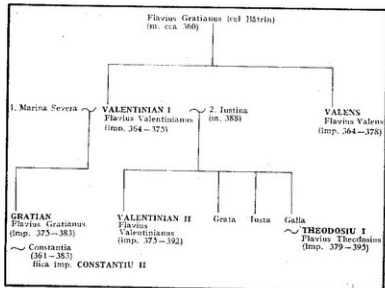 Flavius Gratianus (cel Bătrîn)
(m. cca 360)
1. Marina Severa
VALENTINIAN I
Flavius Valentinianus
(imp. 364—375)
2. Iustina
(m. 388)
VALENS
Flavius Valens
(imp. 364—378)
GRATIAN
Flavius Gratianus
(imp. 375—383)
Constantia
(361—383)
fiica imp. CONSTANȚIU II
VALENTINIAN II
Flavius
Valentinianus
(imp. 375—392)
Grata
Iusta
Galla
THEODOSIU I
Flavius Theodosius
(imp. 379—395)